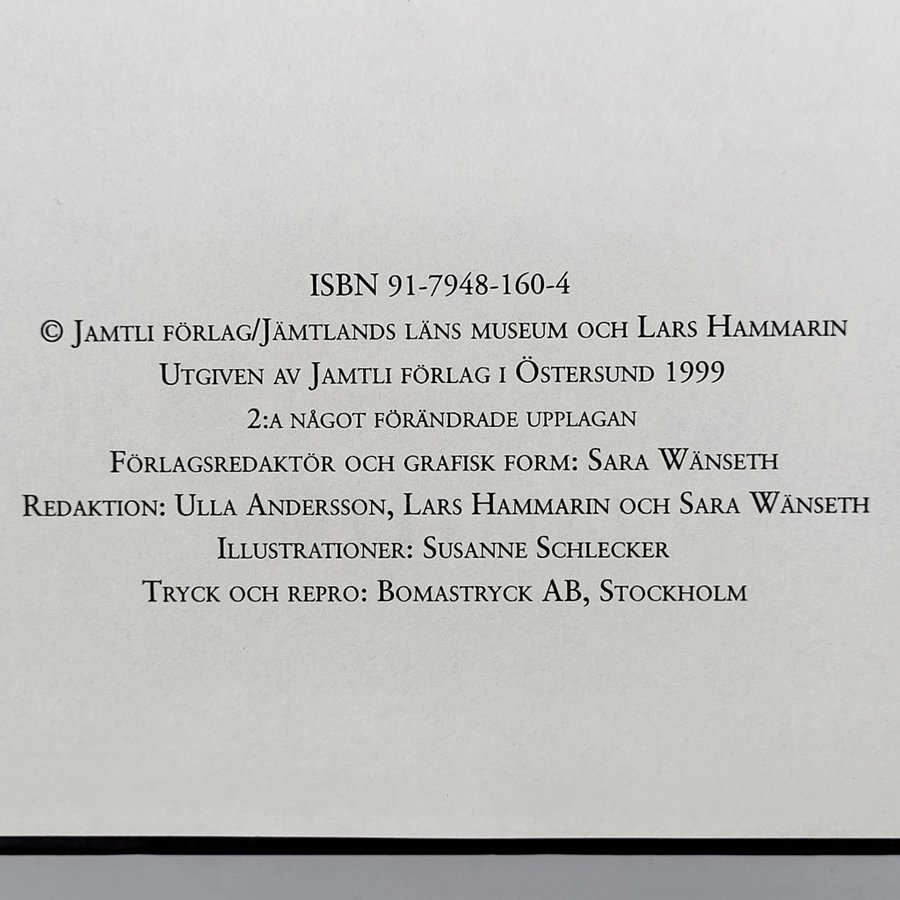 ISBN 91-7948-160-4
© Jamtli förlag/Jämtlands läns museum och Lars Hammarin
Utgiven av Jamtli förlag i Östersund 1999
2:a något förändrade upplagan
Förlagsredaktör och grafisk form: Sara Wänseth
Redaktion: Ulla Andersson, Lars Hammarin och Sara Wänseth
Illustrationer: Susanne Schlecker
Tryck och repro: Bomastryck AB, Stockholm